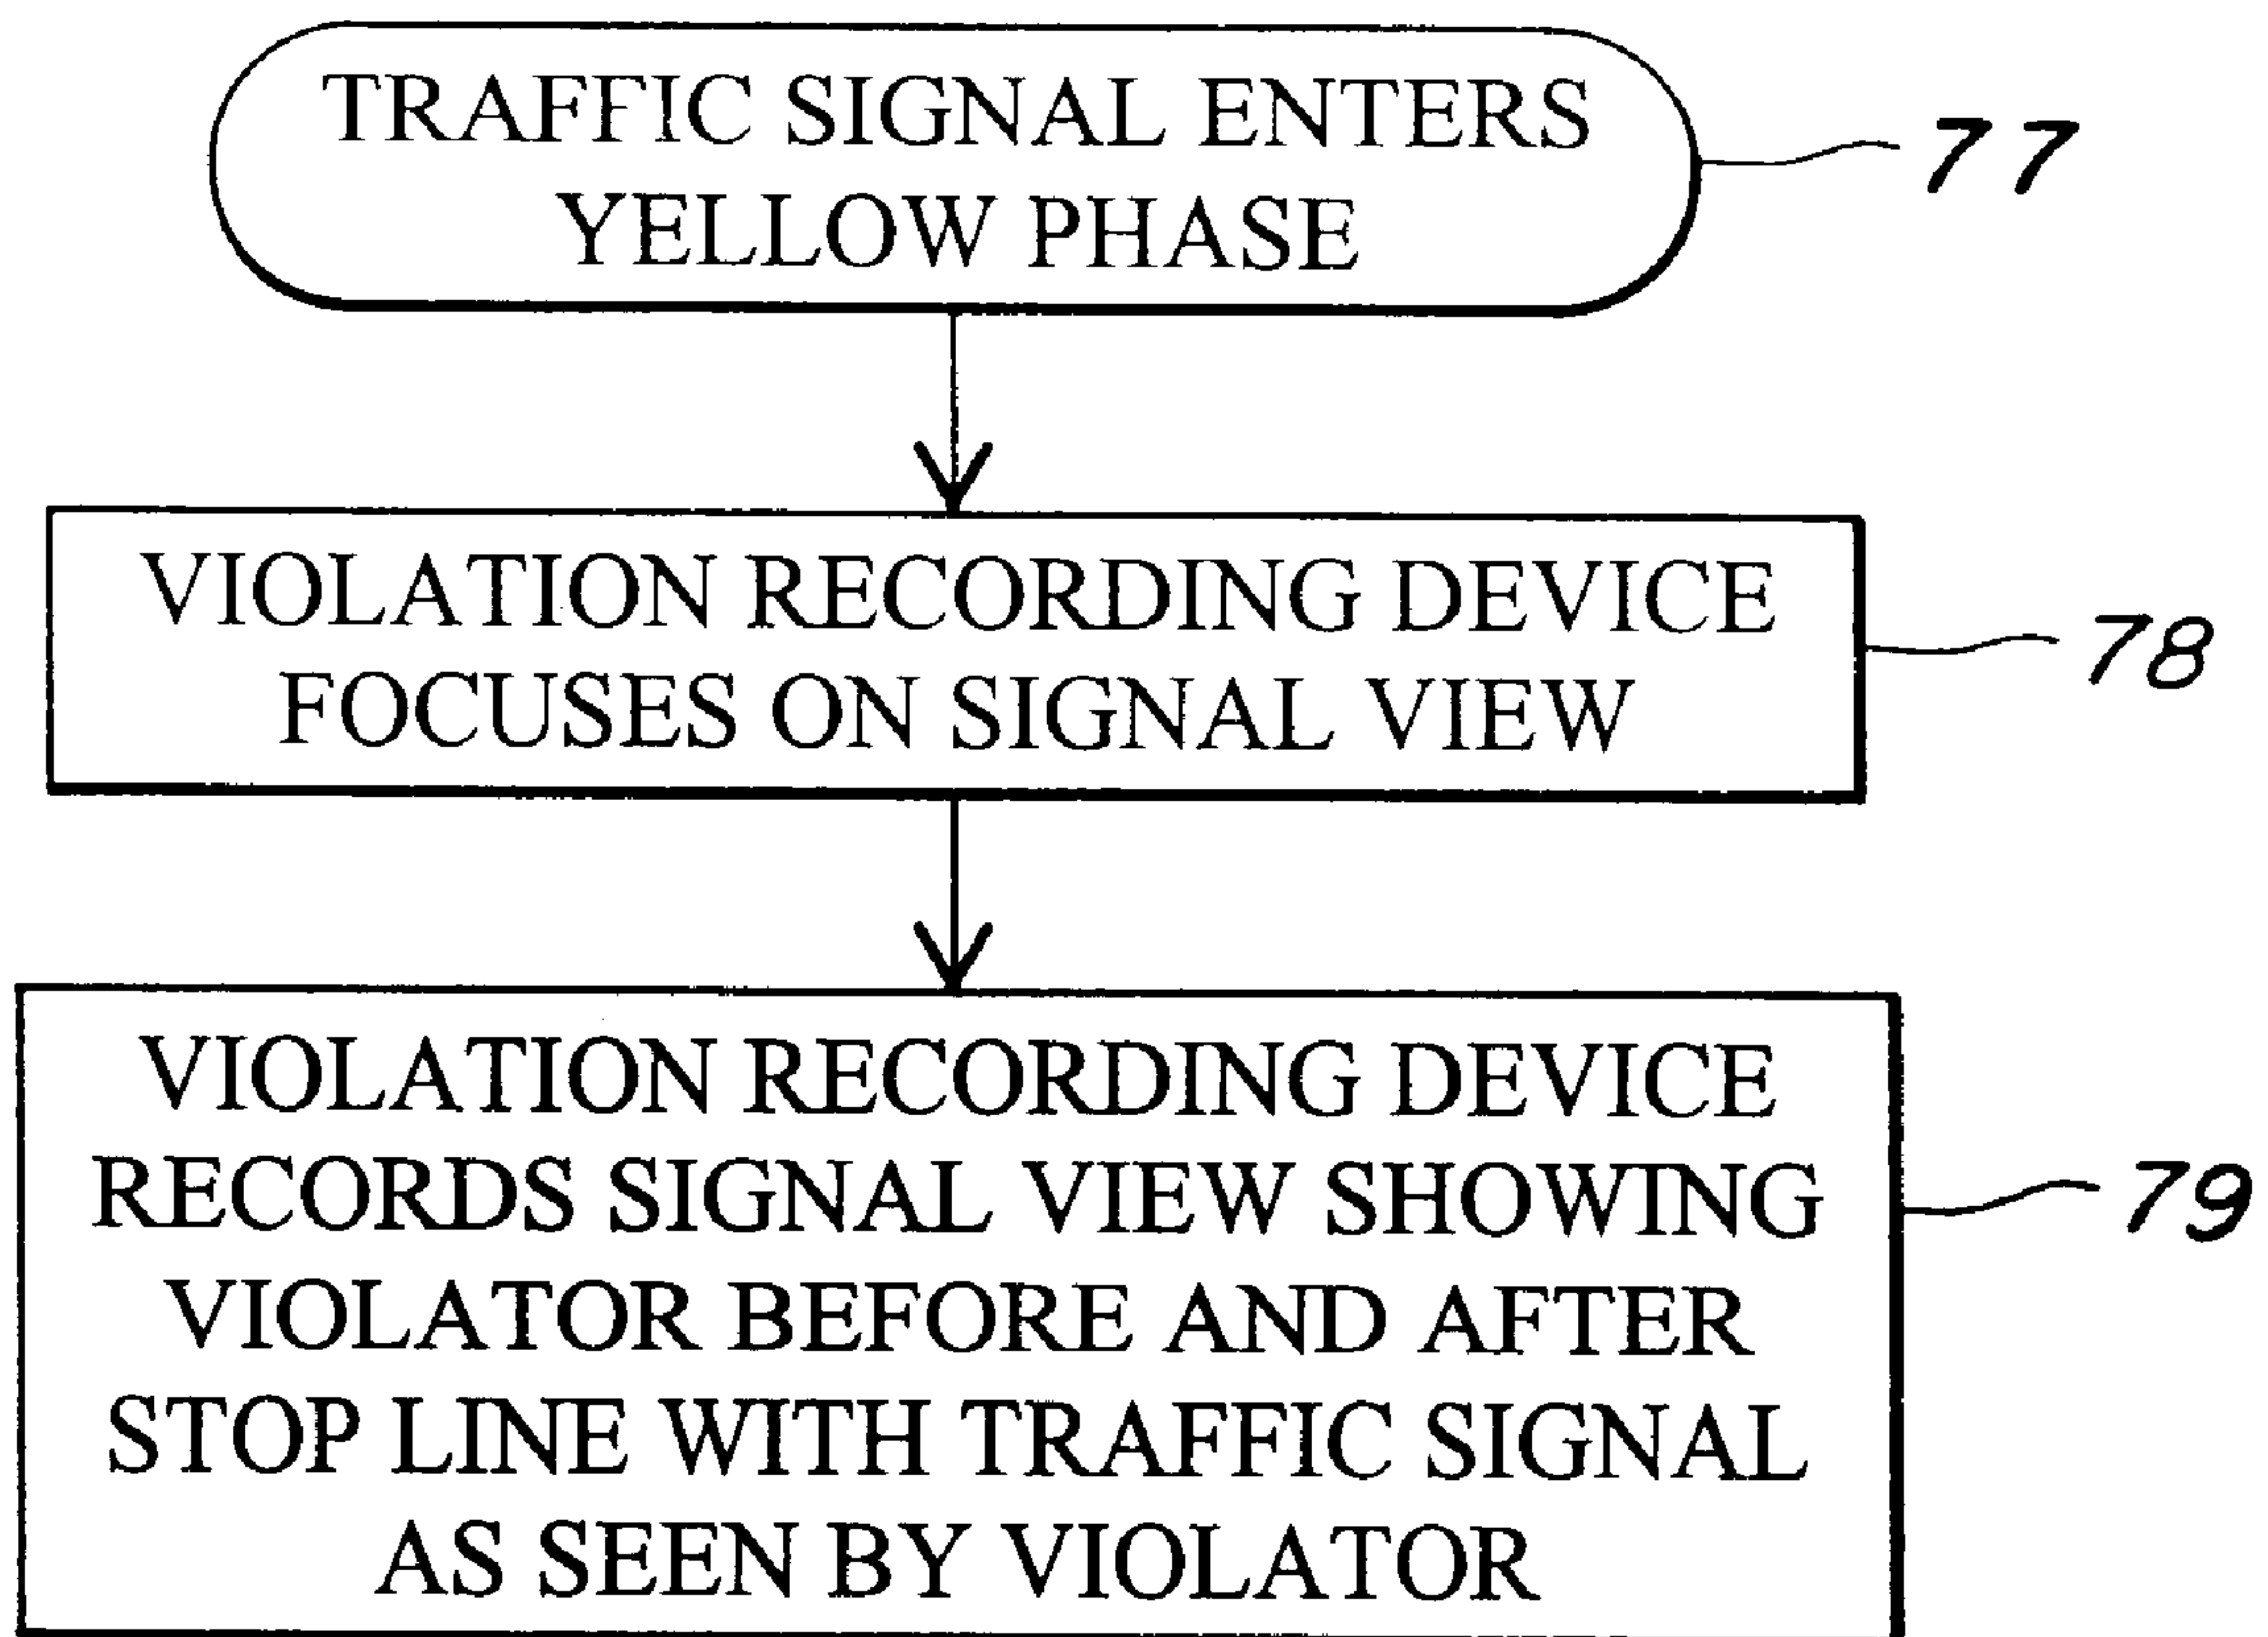 TRAFFIC SIGNAL ENTERS
YELLOW PHASE
77
VIOLATION RECORDING DEVICE
FOCUSES ON SIGNAL VIEW
78
VIOLATION RECORDING DEVICE
RECORDS SIGNAL VIEW SHOWING
VIOLATOR BEFORE AND AFTER
STOP LINE WITH TRAFFIC SIGNAL
AS SEEN BY VIOLATOR
79